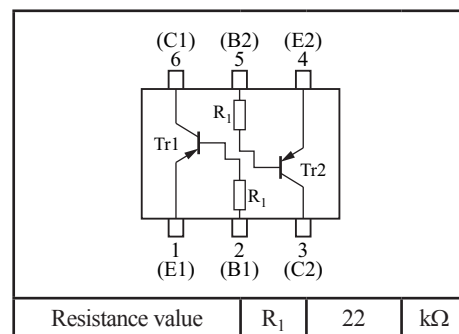 (C1) (B2) (E2)
6 5 4
R1
Tr1
Tr2
R1
1 2 3
(E1) (B1) (C2)
Resistance value R1 22 kΩ